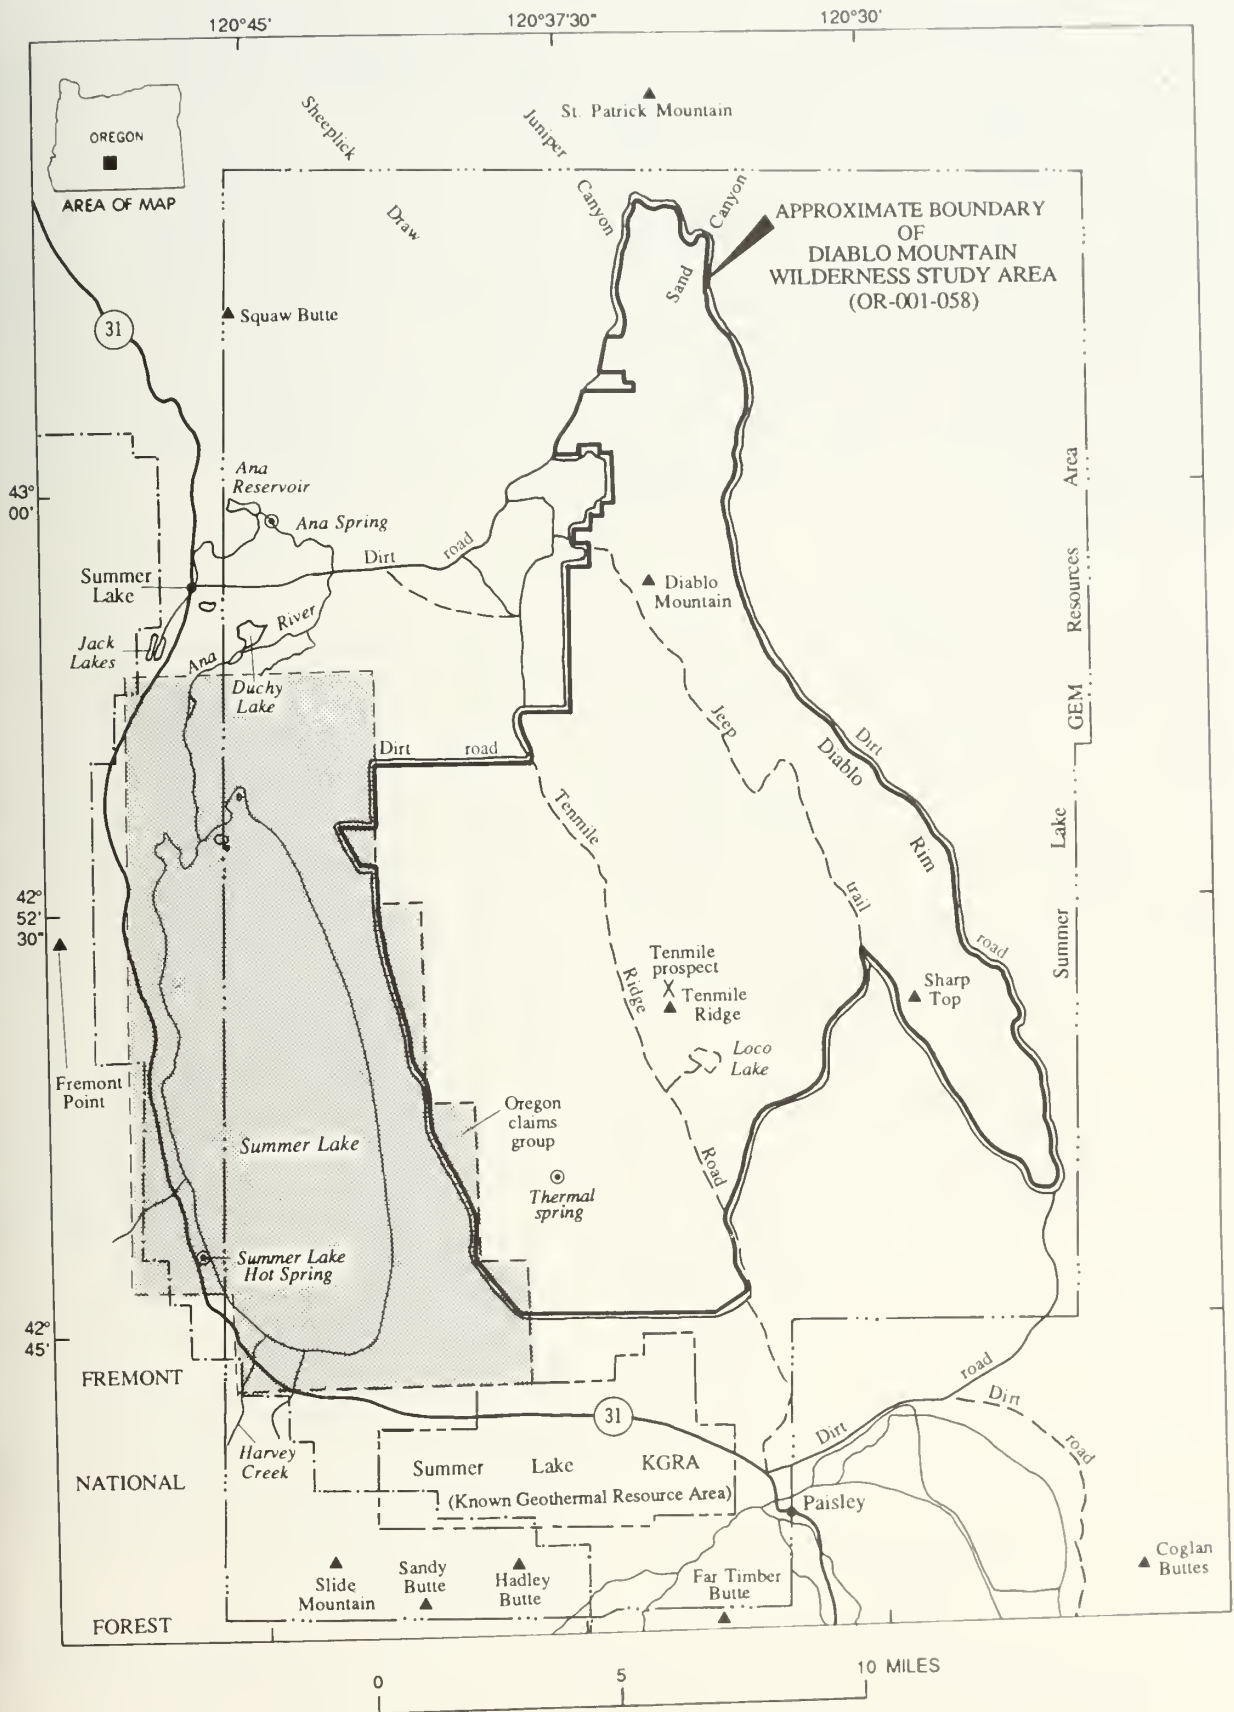 120°45'
120°37'30"
120°30'
OREGON
AREA OF MAP
Sheeplick
Draw
Juniper
Canyon
St. Patrick Mountain
Sand
Canyon
APPROXIMATE BOUNDARY
OF
DIABLO MOUNTAIN
WILDERNESS STUDY AREA
(OR-001-058)
31
Squaw Butte
Ana
Reservoir
43°
00'
Ana Spring
Dirt
road
Summer
Lake
Diablo
Mountain
River
Ana
Jack
Lakes
Duchy
Lake
Summer
Lake
GEM
Resources
Area
Jeep
trail
Dirt
road
Dirt
road
Diablo
Rim
Tenmile
Ridge
Road
42°
52'
30"
Tenmile
prospect
Tenmile
Ridge
Sharp
Top
Loco
Lake
Fremont
Point
Oregon
claims
group
Summer Lake
Thermal
spring
Summer Lake
Hot Spring
42°
45'
FREMONT
NATIONAL
FOREST
Harvey
Creek
31
Summer Lake KGRA
(Known Geothermal Resource Area)
Dirt
road
Dirt
road
Paisley
Slide
Mountain
Sandy
Butte
Hadley
Butte
Far Timber
Butte
Coglan
Buttes
0
5
10 MILES